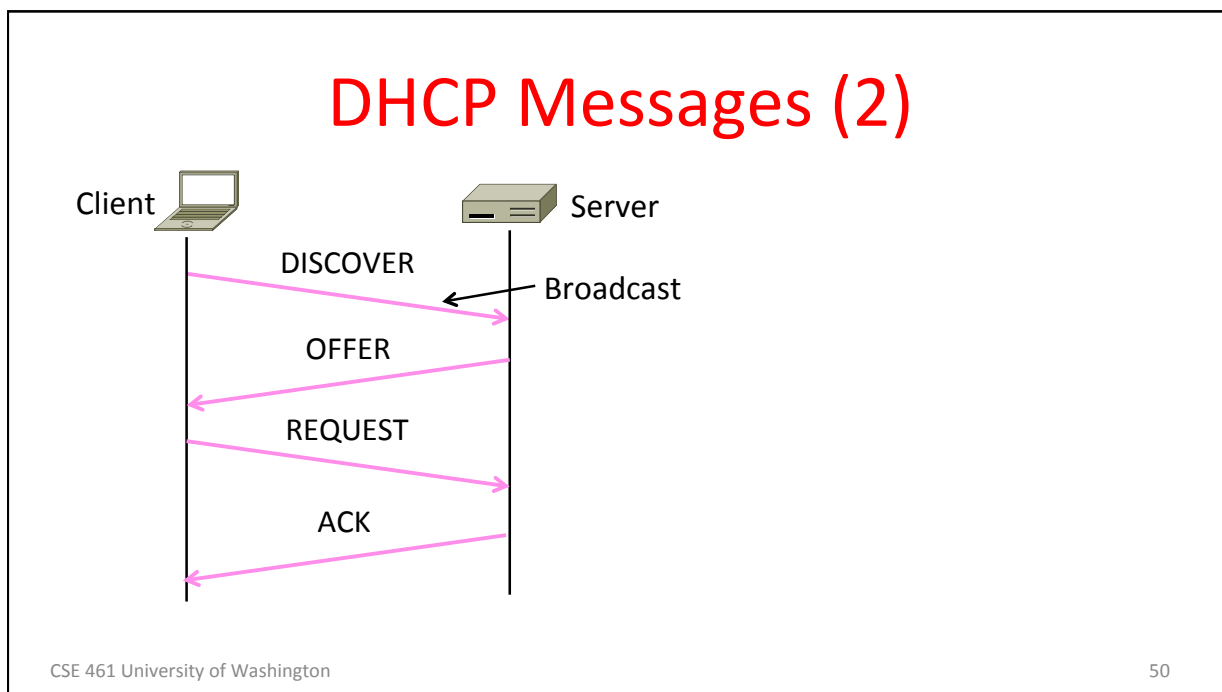 DHCP Messages (2)
Client
Server
DISCOVER
Broadcast
OFFER
REQUEST
ACK
CSE 461 University of Washington
50